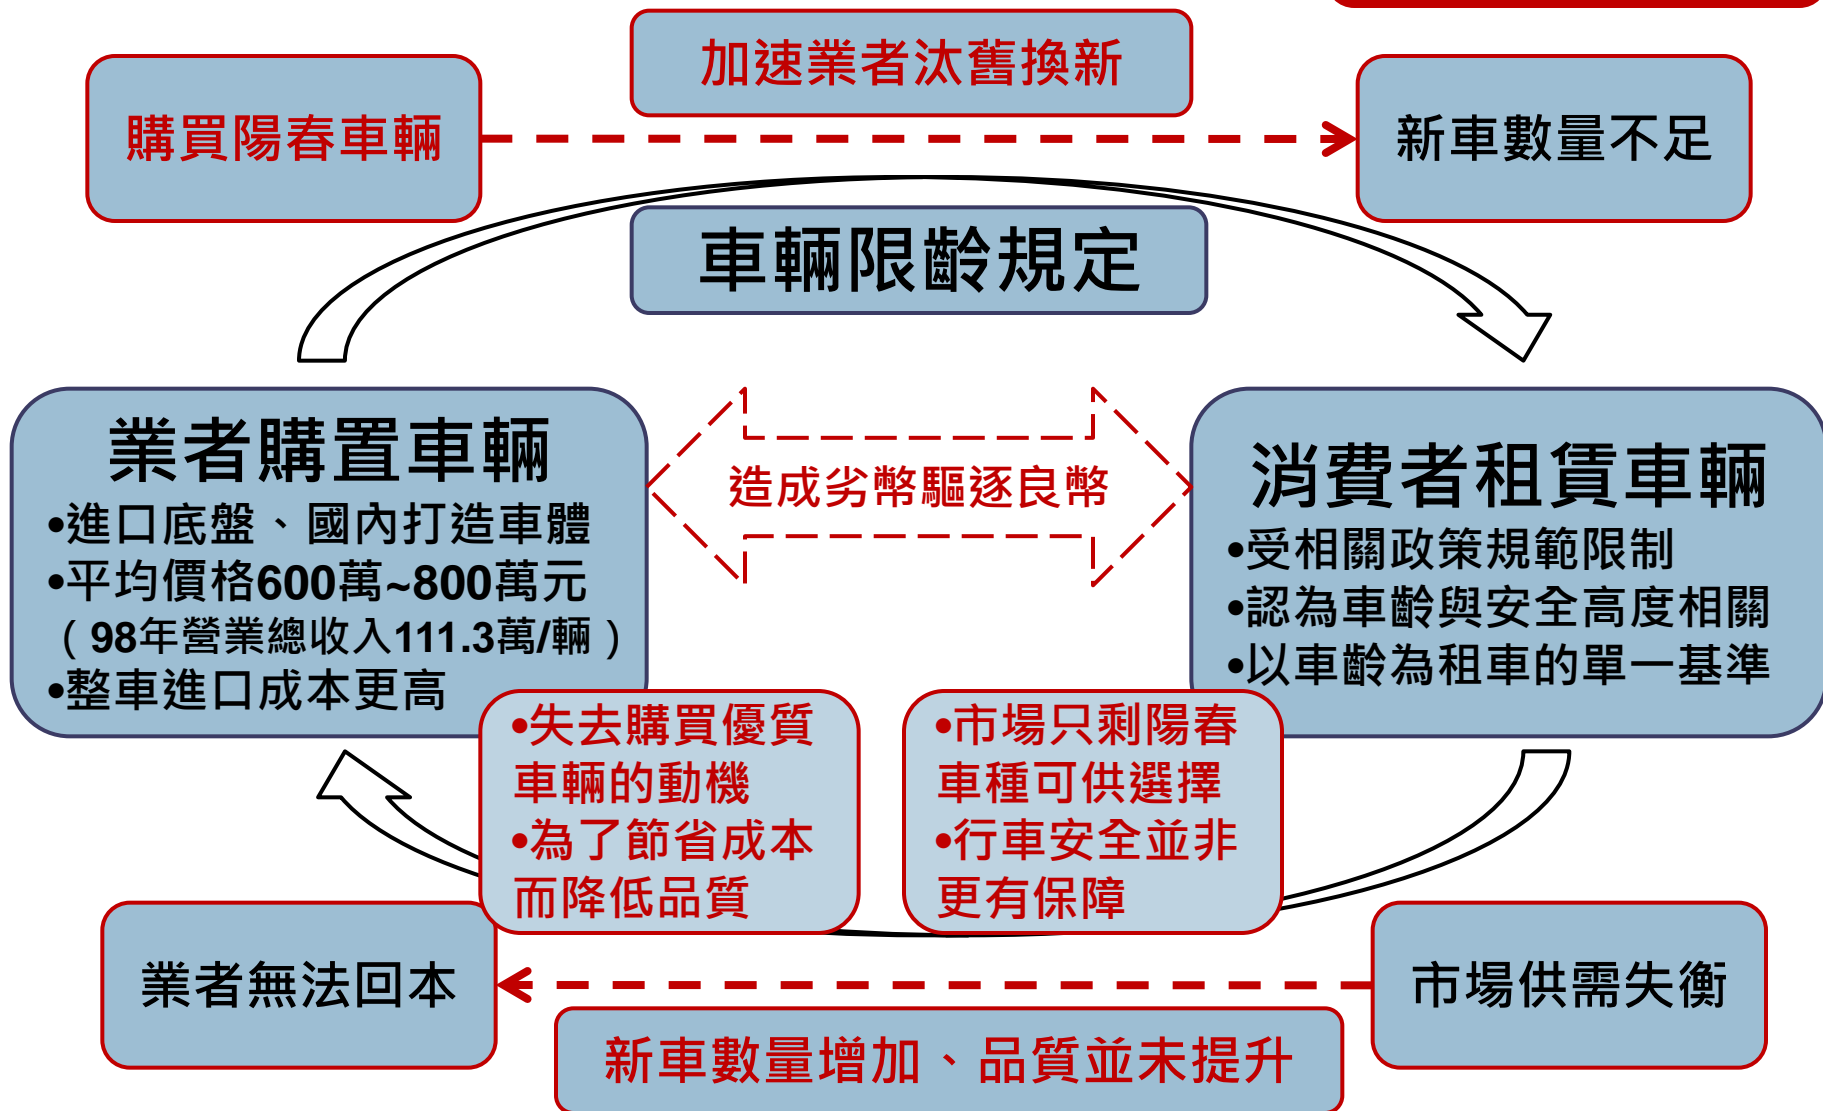 加速業者汰舊換新
購買陽春車輛
新車數量不足
車輛限齡規定
業者購置車輛
•進口底盤、國內打造車體
•平均價格600萬~800萬元
（98年營業總收入111.3萬/輛）
•整車進口成本更高
造成劣幣驅逐良幣
消費者租賃車輛
•受相關政策規範限制
•認為車齡與安全高度相關
•以車齡為租車的單一基準
•失去購買優質
車輛的動機
•為了節省成本
而降低品質
•市場只剩陽春
車種可供選擇
•行車安全並非
更有保障
業者無法回本
市場供需失衡
新車數量增加、品質並未提升